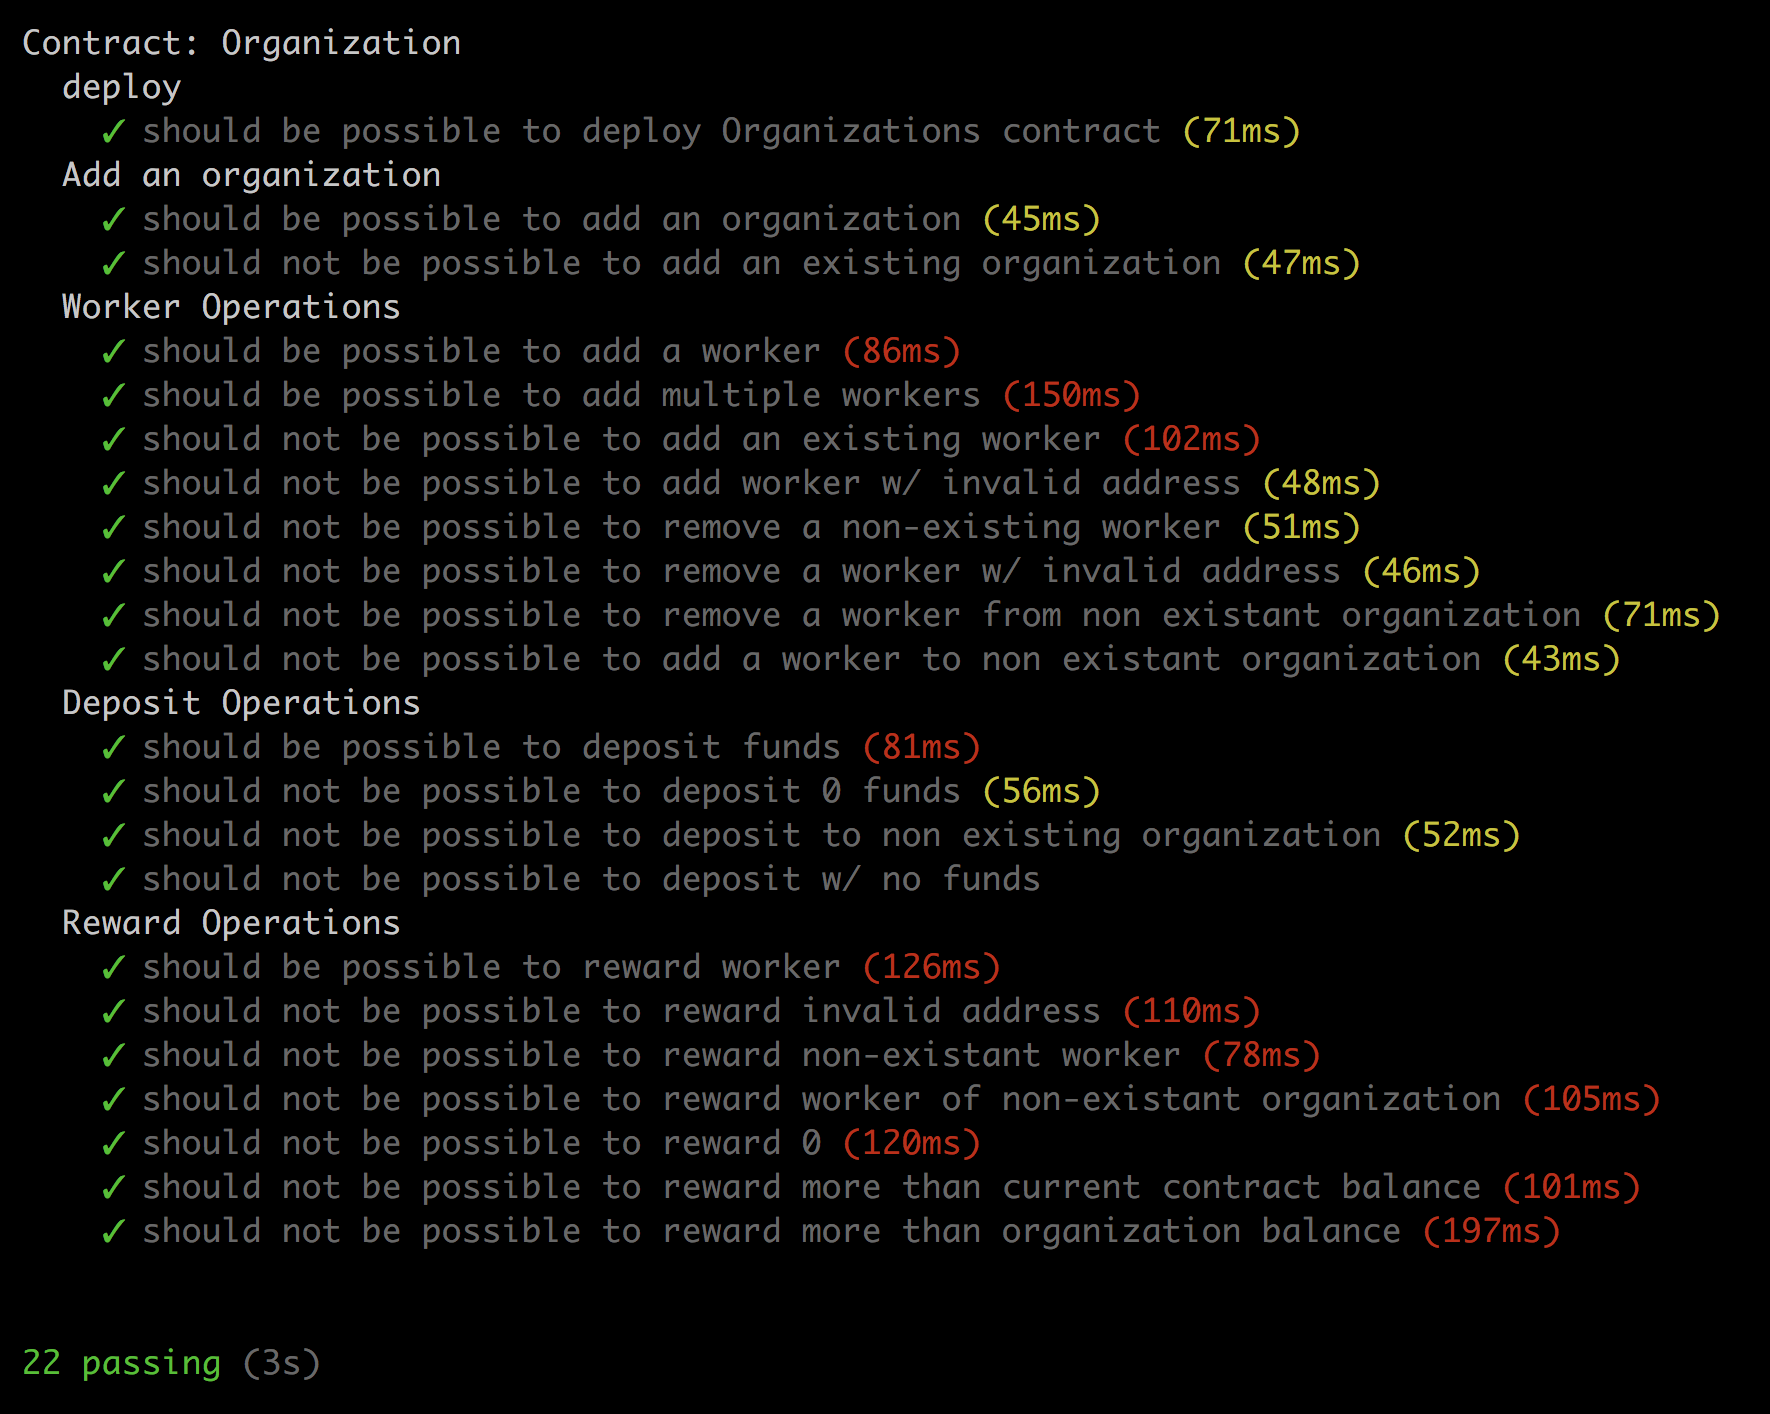 Contract: Organization
deploy
✓ should be possible to deploy Organizations contract (71ms)
Add an organization
✓ should be possible to add an organization (45ms)
✓ should not be possible to add an existing organization (47ms)
Worker Operations
✓ should be possible to add a worker (86ms)
✓ should be possible to add multiple workers (150ms)
✓ should not be possible to add an existing worker (102ms)
✓ should not be possible to add worker w/ invalid address (48ms)
✓ should not be possible to remove a non-existing worker (51ms)
✓ should not be possible to remove a worker w/ invalid address (46ms)
✓ should not be possible to remove a worker from non existant organization (71ms)
✓ should not be possible to add a worker to non existant organization (43ms)
Deposit Operations
✓ should be possible to deposit funds (81ms)
✓ should not be possible to deposit 0 funds (56ms)
✓ should not be possible to deposit to non existing organization (52ms)
✓ should not be possible to deposit w/ no funds
Reward Operations
✓ should be possible to reward worker (126ms)
✓ should not be possible to reward invalid address (110ms)
✓ should not be possible to reward non-existant worker (78ms)
✓ should not be possible to reward worker of non-existant organization (105ms)
✓ should not be possible to reward 0 (120ms)
✓ should not be possible to reward more than current contract balance (101ms)
✓ should not be possible to reward more than organization balance (197ms)
22 passing (3s)